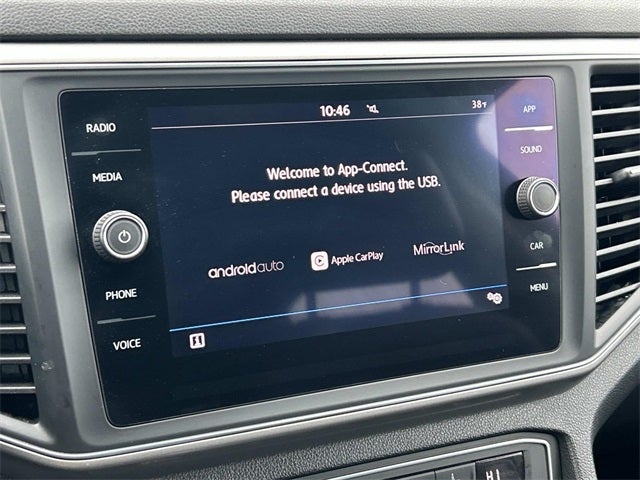 RADIO
MEDIA
PHONE
VOICE
10:46
38°F
Welcome to App-Connect.
Please connect a device using the USB.
androidauto
Apple CarPlay
MirrorLink
APP
SOUND
CAR
MENU
HI